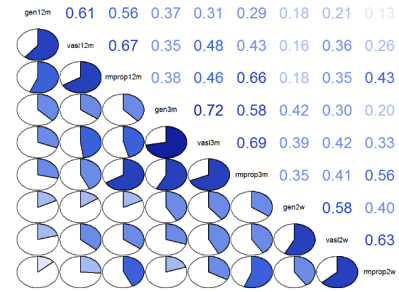 gen12m 0.61 0.56 0.37 0.31 0.29 0.18 0.21 0.13
vasl12m 0.67 0.35 0.48 0.43 0.16 0.36 0.26
rmprop12m 0.38 0.46 0.66 0.18 0.35 0.43
gen3m 0.72 0.58 0.42 0.30 0.20
vasl3m 0.69 0.39 0.42 0.33
rmprop3m 0.35 0.41 0.56
gen2w 0.58 0.40
vasl2w 0.63
rmprop2w